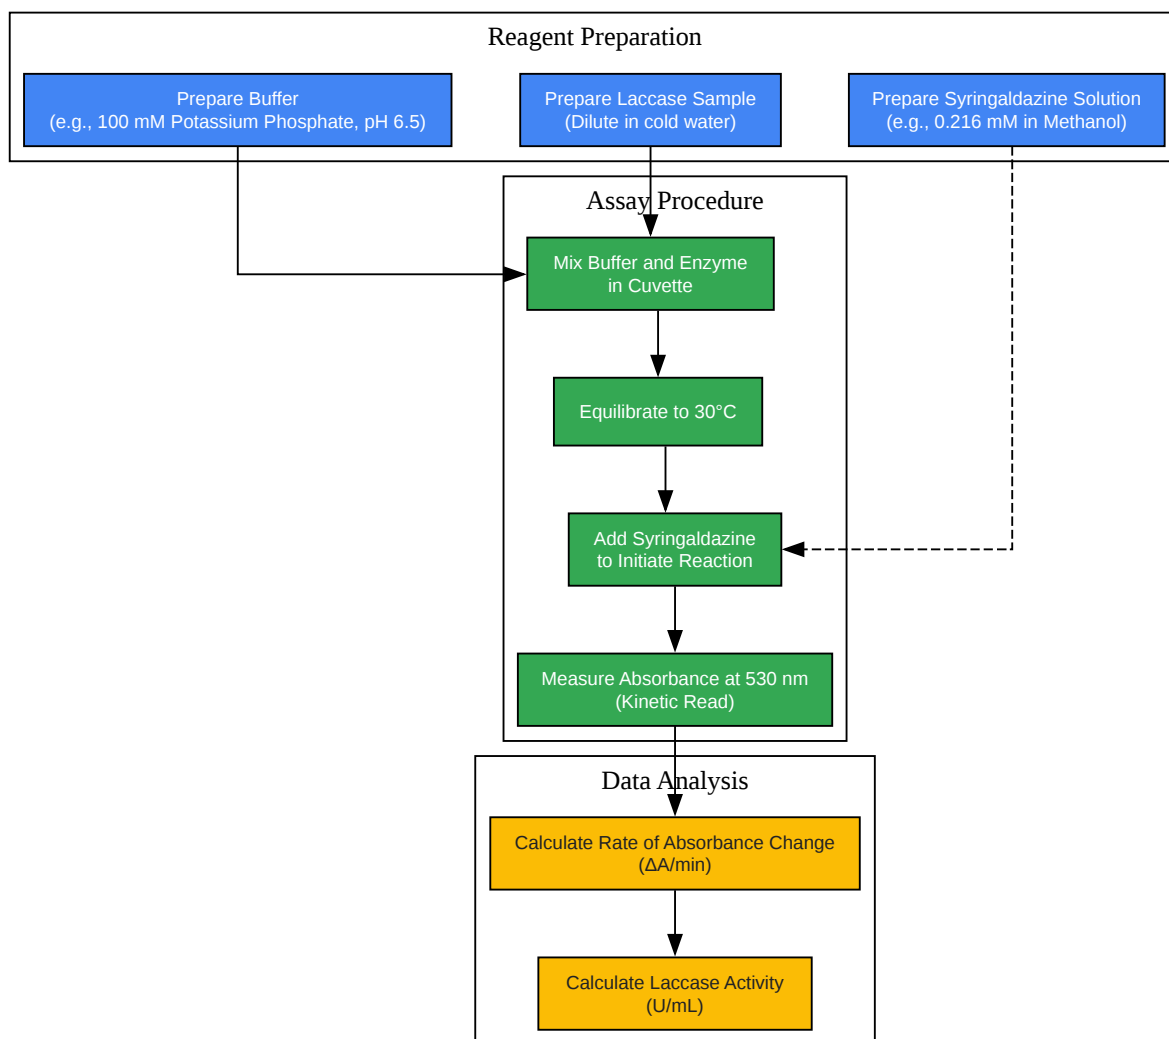 Reagent Preparation
Prepare Buffer
(e.g., 100 mM Potassium Phosphate, pH 6.5)
Prepare Laccase Sample
(Dilute in cold water)
Prepare Syringaldazine Solution
(e.g., 0.216 mM in Methanol)
Assay Procedure
Mix Buffer and Enzyme
in Cuvette
Equilibrate to 30°C
Add Syringaldazine
to Initiate Reaction
Measure Absorbance at 530 nm
(Kinetic Read)
Data Analysis
Calculate Rate of Absorbance Change
(ΔA/min)
Calculate Laccase Activity
(U/mL)